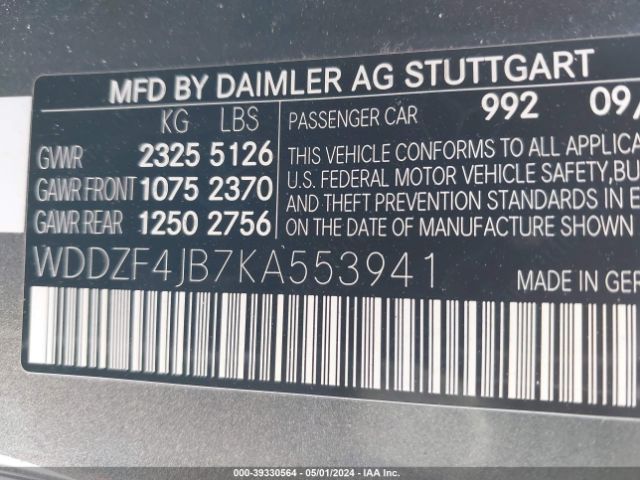 MFD BY DAIMLER AG STUTTGART
KG LBS PASSENGER CAR 992 09/
GVWR 2325 5126
GAWR FRONT 1075 2370
GAWR REAR 1250 2756
THIS VEHICLE CONFORMS TO ALL APPLICA
U.S. FEDERAL MOTOR VEHICLE SAFETY, BU
AND THEFT PREVENTION STANDARDS IN E
ON THE DATE OF MANUFACTURE SHOWN
WDDZF4JB7KA553941
MADE IN GER
000-39330564 - 05/01/2024 - IAA Inc.